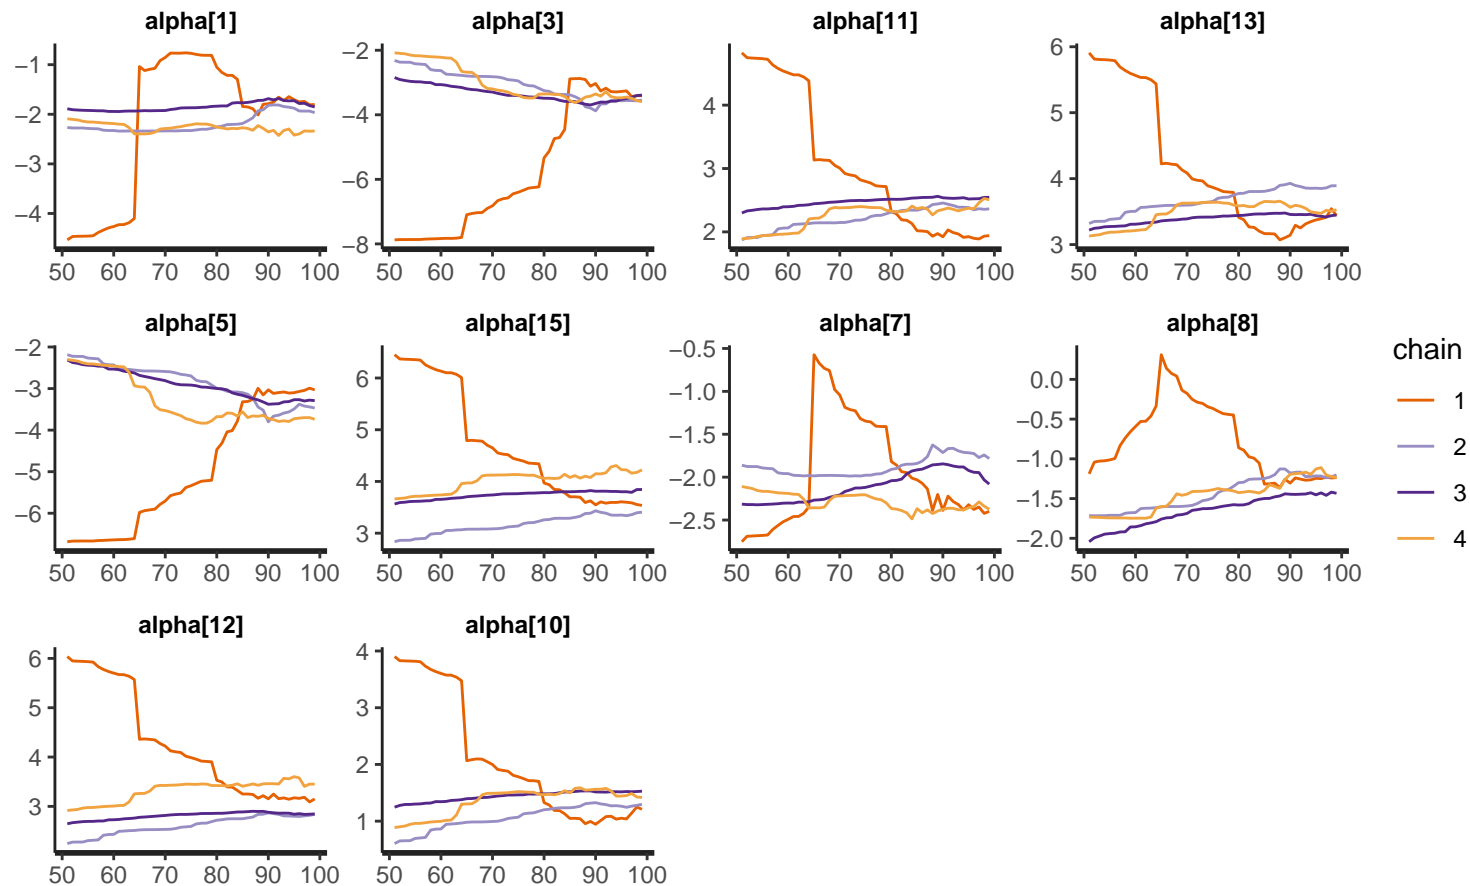 alpha[1] alpha[3] alpha[11] alpha[13]
−1 −2 −3 −4
50 60 70 80 90 100
−2 −4 −6 −8
50 60 70 80 90 100
4 3 2
50 60 70 80 90 100
6 5 4 3
50 60 70 80 90 100
alpha[5] alpha[15] alpha[7] alpha[8]
−2 −3 −4 −5 −6
50 60 70 80 90 100
6 5 4 3
50 60 70 80 90 100
−0.5 −1.0 −1.5 −2.0 −2.5
50 60 70 80 90 100
0.0 −0.5 −1.0 −1.5 −2.0
50 60 70 80 90 100
alpha[12] alpha[10]
6 5 4 3
50 60 70 80 90 100
4 3 2 1
50 60 70 80 90 100
chain
1
2
3
4